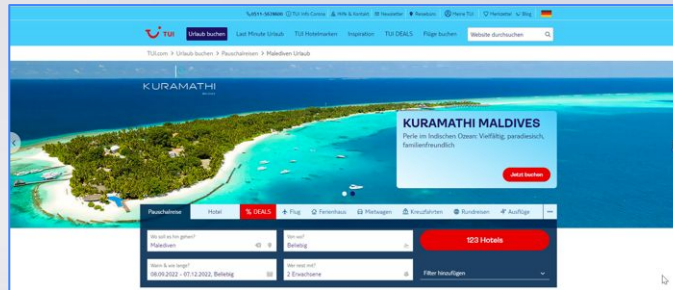 0511-5678600 TUI Info Corona Hilfe & Kontakt Newsletter Reisebüro Meine TUI Merkzettel Blog
TUI Urlaub buchen Last Minute Urlaub TUI Hotelmarken Inspiration TUI DEALS Flüge buchen Website durchsuchen
TUI.com > Urlaub buchen > Pauschalreisen > Malediven Urlaub
KURAMATHI
KURAMATHI MALDIVES
Perle im Indischen Ozean: Vielfältig, paradiesisch,
familienfreundlich
Jetzt buchen
Pauschalreise Hotel % DEALS Flug Ferienhaus Mietwagen Kreuzfahrten Rundreisen Ausflüge
Wo soll es hin gehen? Von wo?
Malediven Beliebig 123 Hotels
Wann & wie lange? Wer reist mit?
08.09.2022 - 07.12.2022, Beliebig 2 Erwachsene Filter hinzufügen